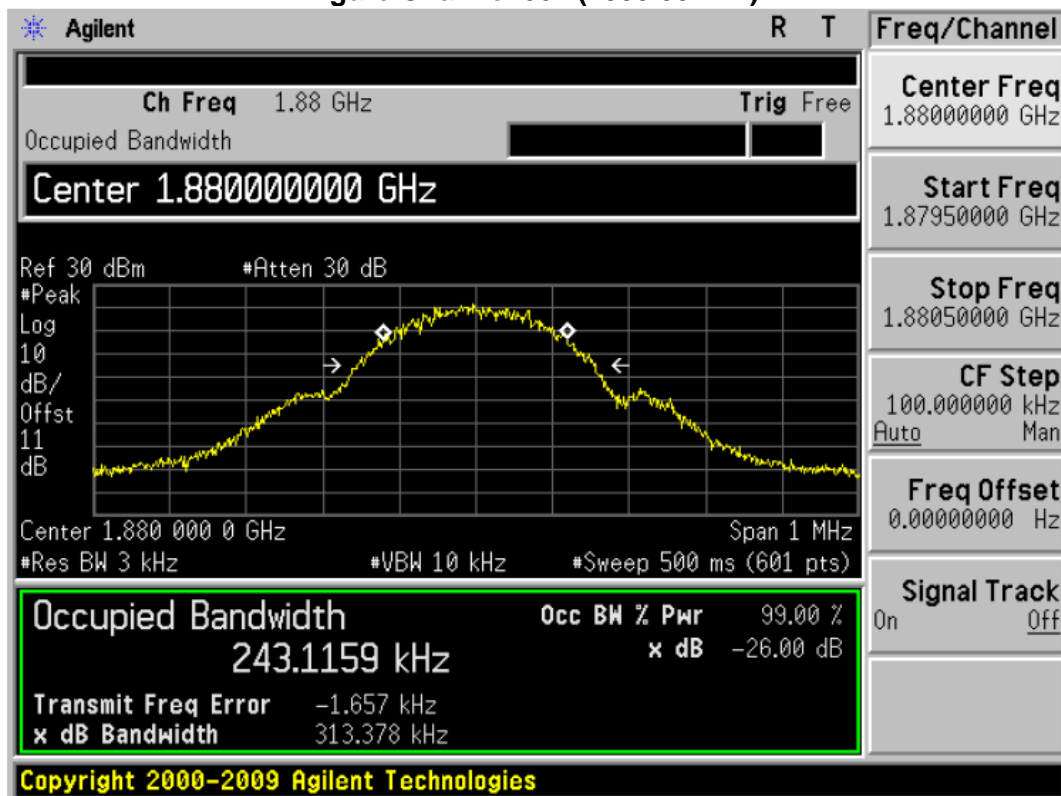 Agilent
R T
Freq/Channel
Ch Freq 1.88 GHz
Trig Free
Occupied Bandwidth
Center 1.880000000 GHz
Ref 30 dBm
#Atten 30 dB
#Peak
Log
10
dB/
Offst
11
dB
Center 1.880 000 0 GHz
Span 1 MHz
#Res BW 3 kHz
#VBW 10 kHz
#Sweep 500 ms (601 pts)
Occupied Bandwidth
243.1159 kHz
Occ BW % Pwr 99.00 %
x dB -26.00 dB
Transmit Freq Error -1.657 kHz
x dB Bandwidth 313.378 kHz
Copyright 2000-2009 Agilent Technologies
Center Freq
1.88000000 GHz
Start Freq
1.87950000 GHz
Stop Freq
1.88050000 GHz
CF Step
100.000000 kHz
Auto Man
Freq Offset
0.00000000 Hz
Signal Track
On Off